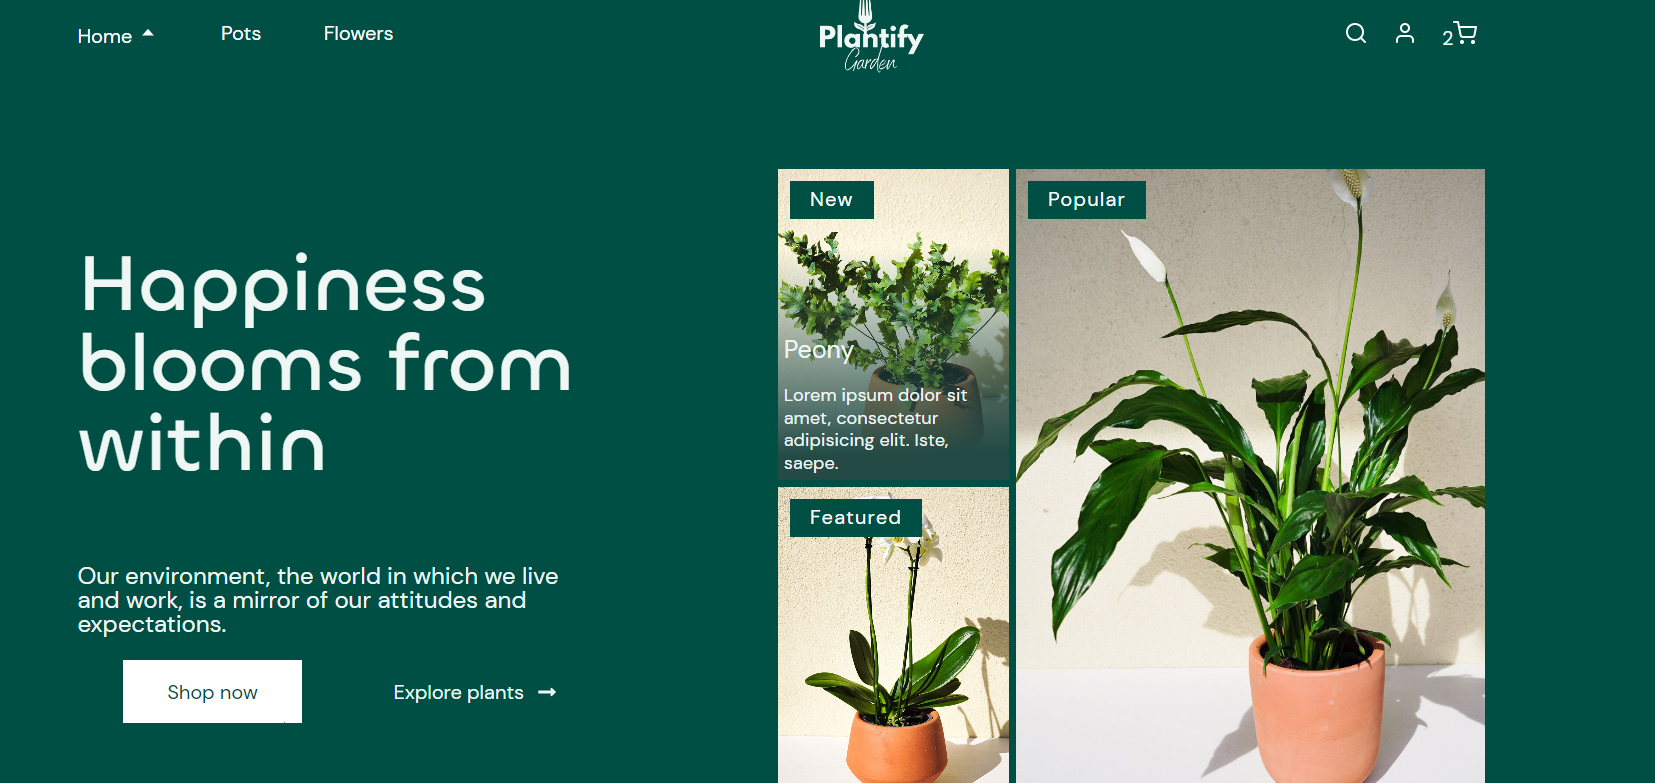 Home
Pots
Flowers
Plantify
Garden
2
Happiness
blooms from
within
Our environment, the world in which we live
and work, is a mirror of our attitudes and
expectations.
Shop now
Explore plants
New
Peony
Lorem ipsum dolor sit
amet, consectetur
adipisicing elit. Iste,
saepe.
Featured
Popular